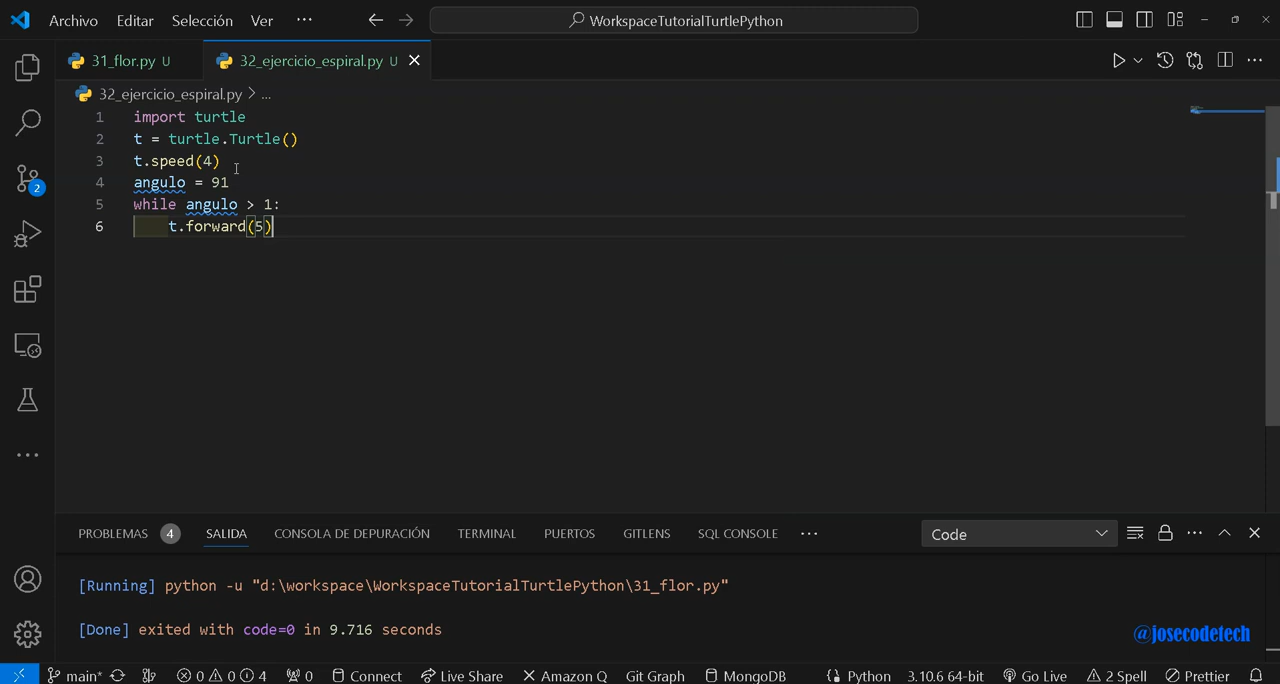 Archivo Editar Selección Ver ··· WorkspaceTutorialTurtlePython
31_flor.py U 32_ejercicio_espiral.py U
32_ejercicio_espiral.py > ...
1 import turtle
2 t = turtle.Turtle()
3 t.speed(4)
4 angulo = 91
5 while angulo > 1:
6 t.forward(5)
2
PROBLEMAS 4 SALIDA CONSOLA DE DEPURACIÓN TERMINAL PUERTOS GITLENS SQL CONSOLE ··· Code
[Running] python -u "d:\workspace\WorkspaceTutorialTurtlePython\31_flor.py"
[Done] exited with code=0 in 9.716 seconds
@josecodetech
main* 0 0 4 0 Connect Live Share Amazon Q Git Graph MongoDB Python 3.10.6 64-bit Go Live 2 Spell Prettier